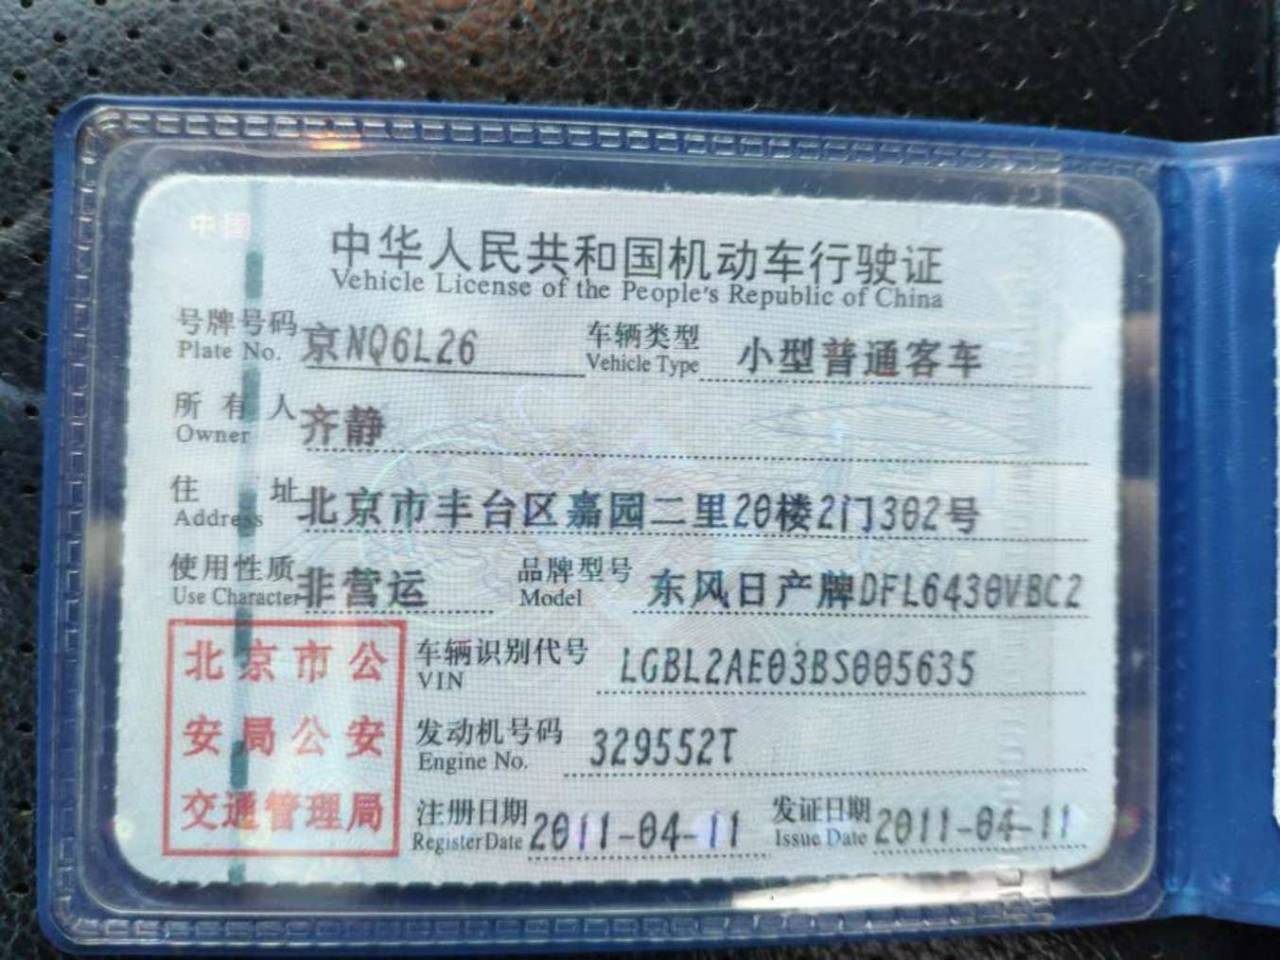 中国
中华人民共和国机动车行驶证
Vehicle License of the People's Republic of China
号牌号码 京NQ6L26 车辆类型 小型普通客车
Plate No. Vehicle Type
所有人 齐静
Owner
住址 北京市丰台区嘉园二里20楼2门302号
Address
使用性质 非营运 品牌型号 东风日产牌DFL6430VBC2
Use Character Model
北京市公
安局公安
交通管理局
车辆识别代号 LGBL2AE03BS005635
VIN
发动机号码 329552T
Engine No.
注册日期 2011-04-11 发证日期 2011-04-11
Register Date Issue Date